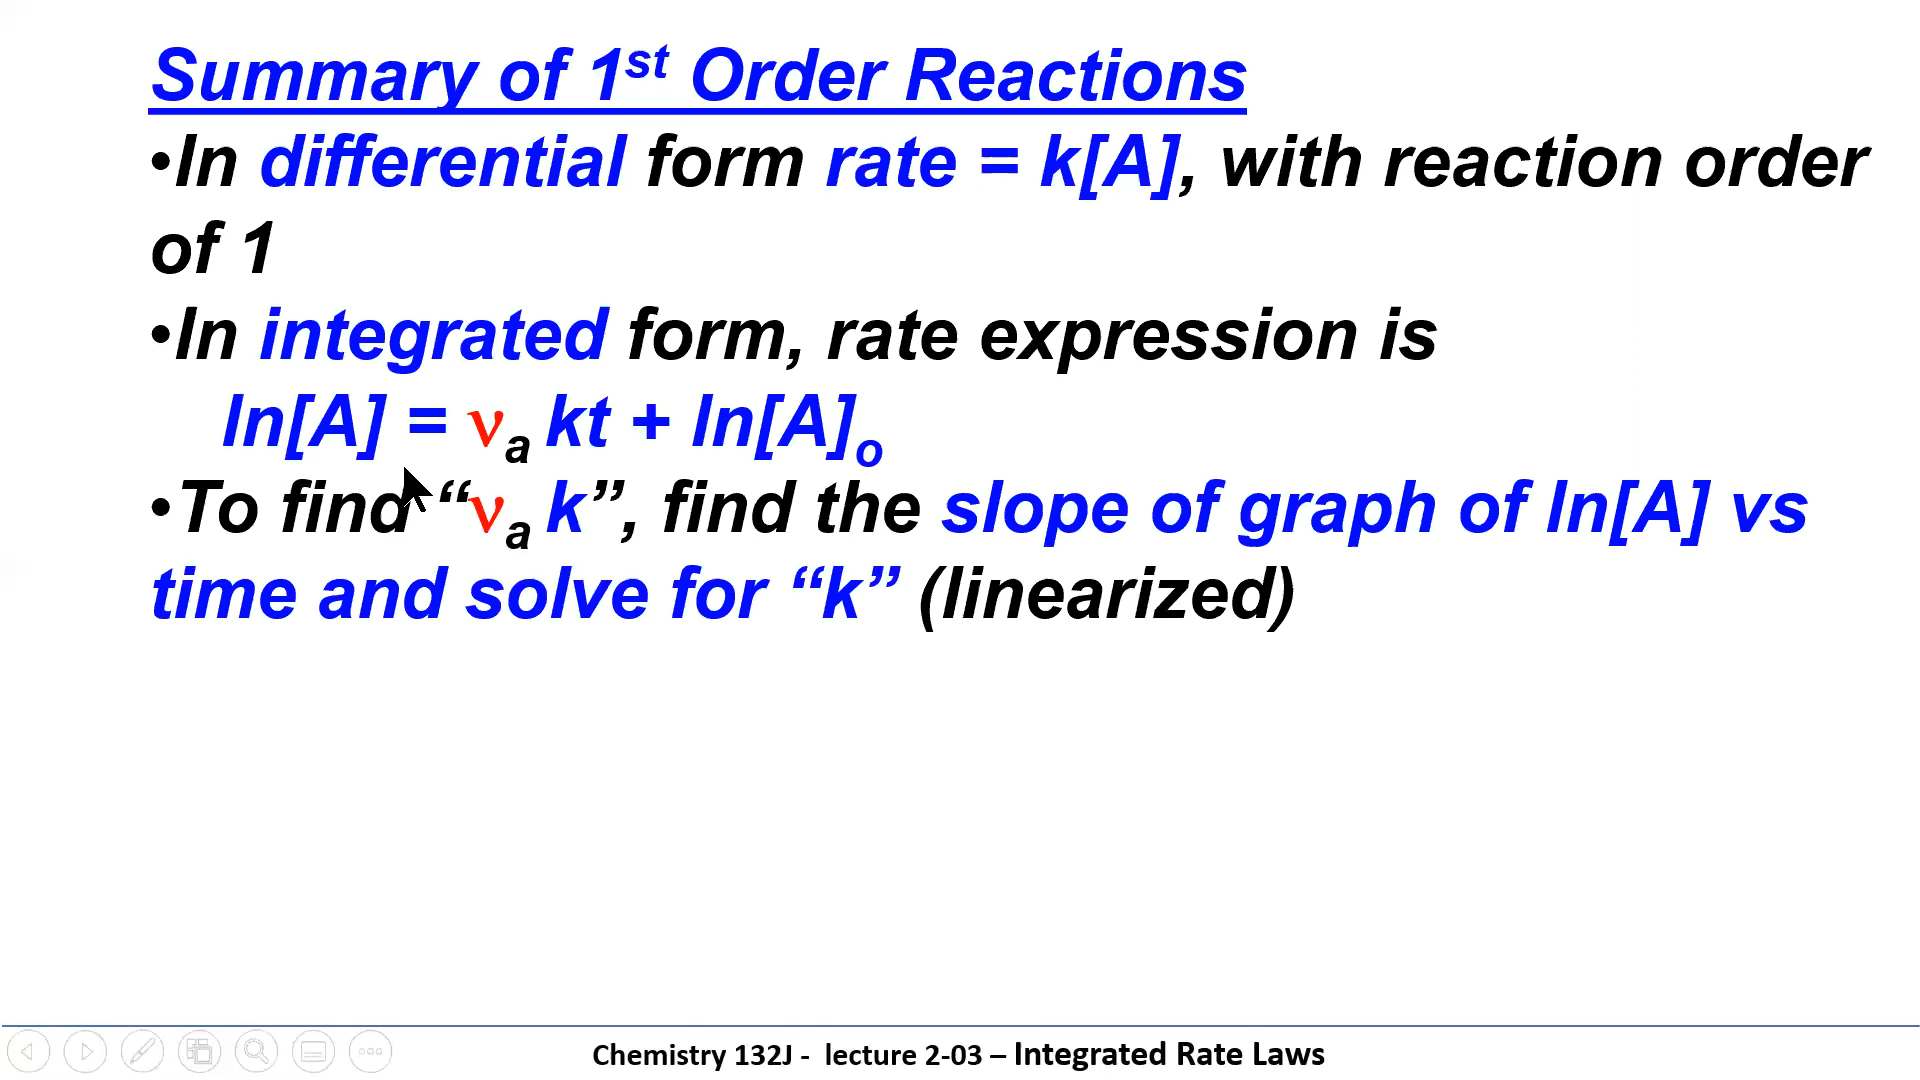 Summary of 1st Order Reactions
•In differential form rate = k[A], with reaction order
of 1
•In integrated form, rate expression is
ln[A] = νa kt + ln[A]o
•To find “νa k”, find the slope of graph of ln[A] vs
time and solve for “k” (linearized)
Chemistry 132J - lecture 2-03 – Integrated Rate Laws